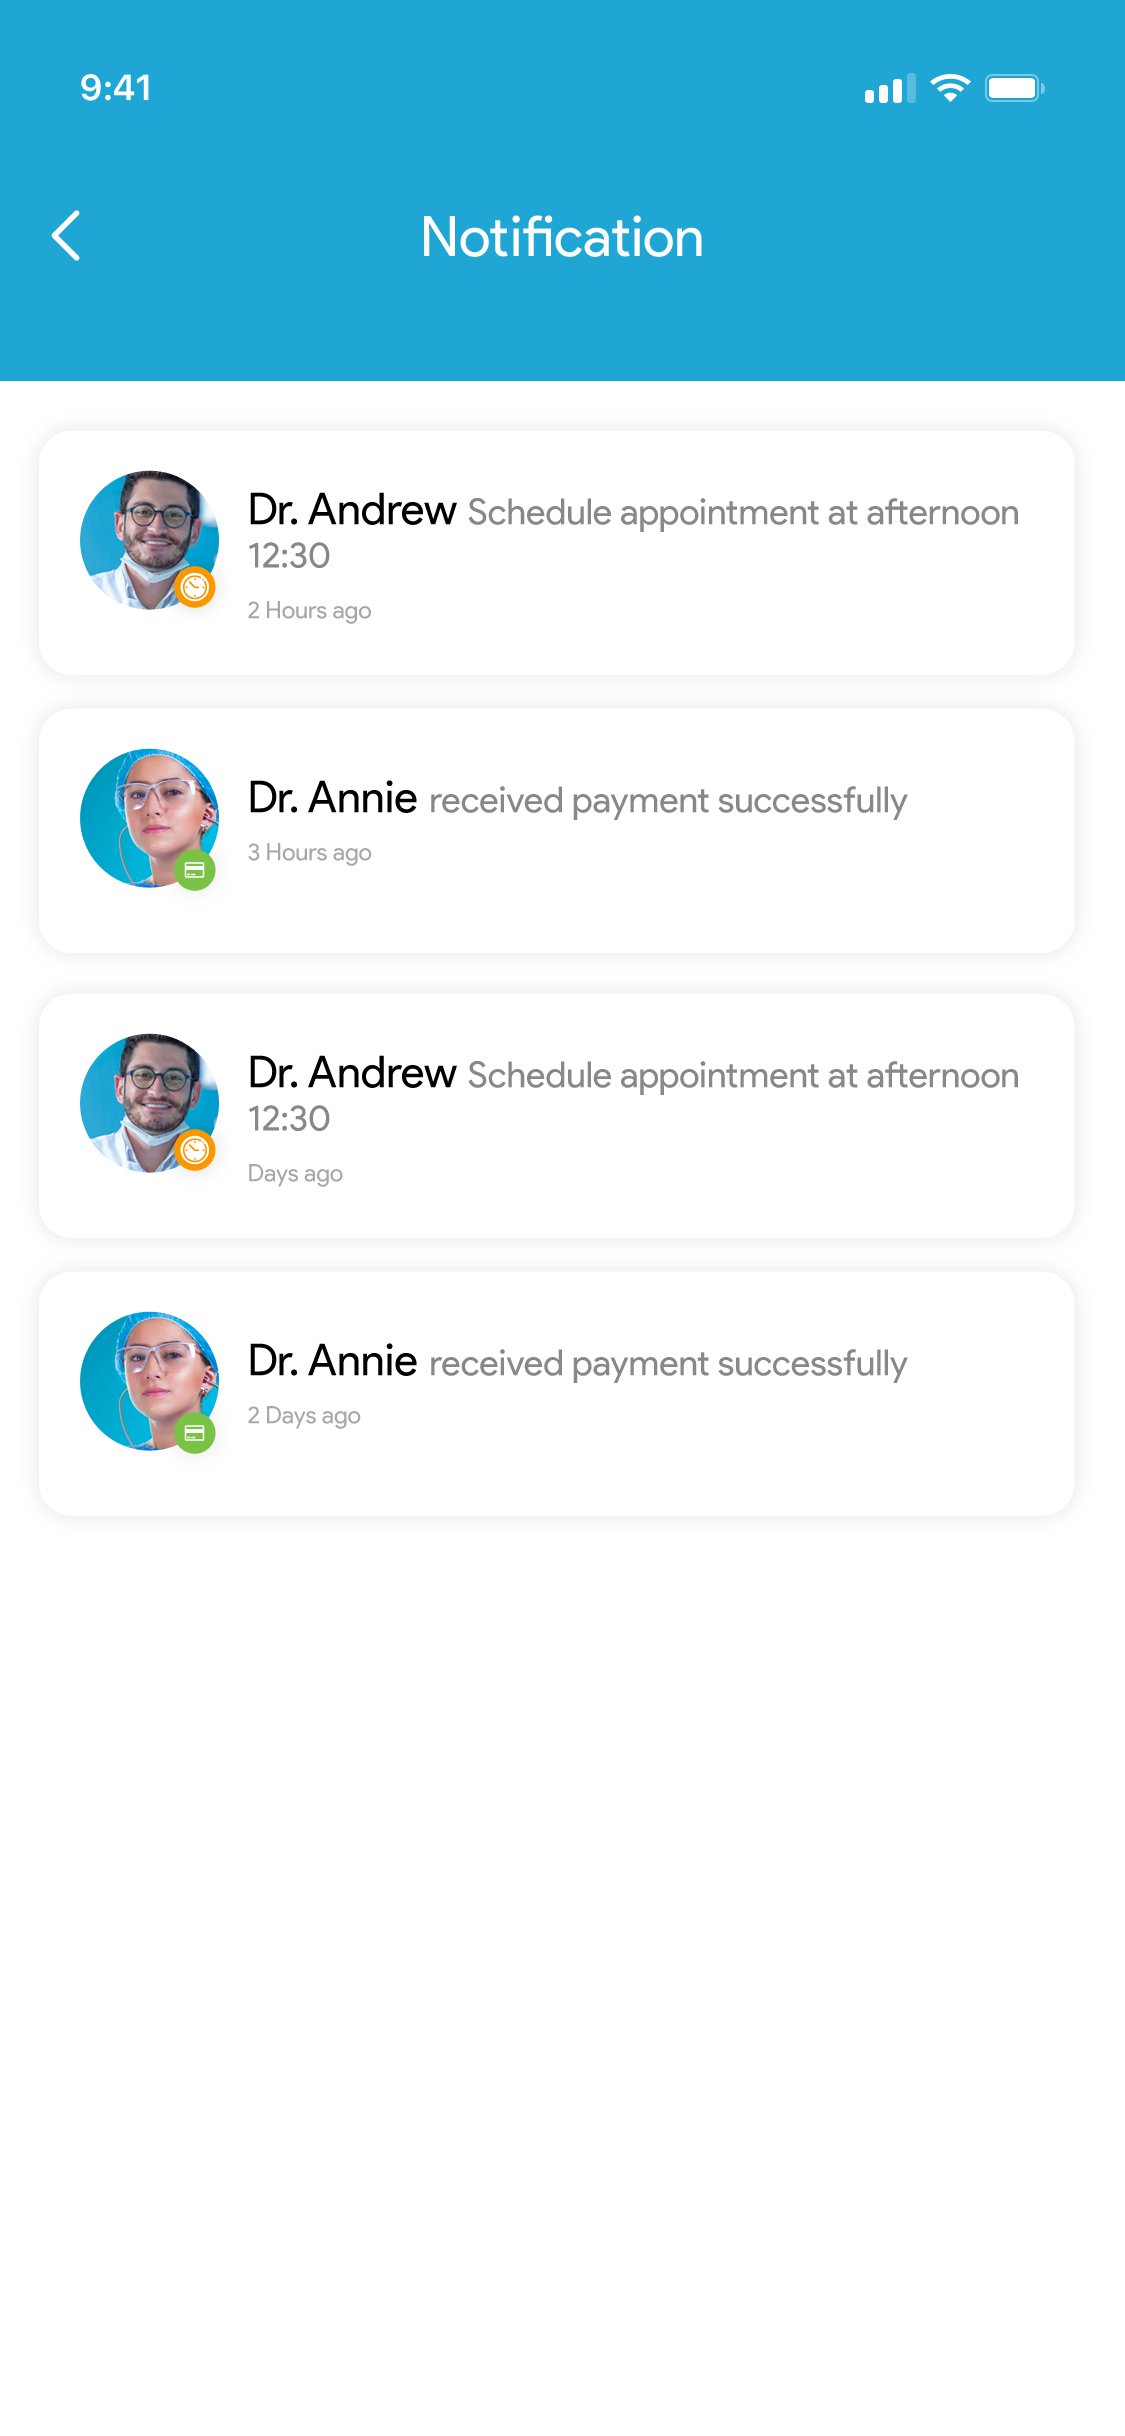 9:41
Notification
Dr. Andrew Schedule appointment at afternoon
12:30
2 Hours ago
Dr. Annie received payment successfully
3 Hours ago
Dr. Andrew Schedule appointment at afternoon
12:30
Days ago
Dr. Annie received payment successfully
2 Days ago